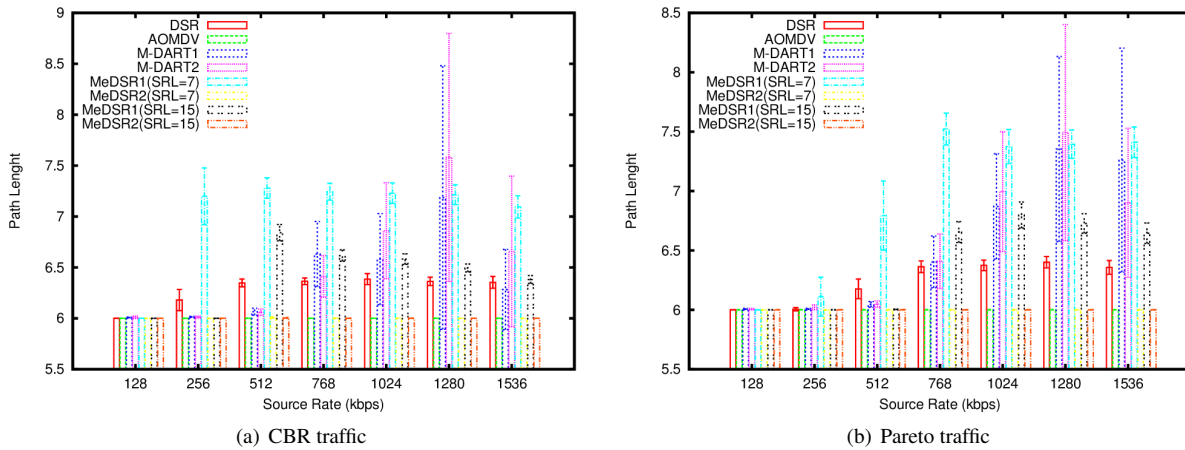 9
8.5
8
7.5
7
6.5
6
5.5
Path Lenght
DSR
AOMDV
M-DART1
M-DART2
MeDSR1(SRL=7)
MeDSR2(SRL=7)
MeDSR1(SRL=15)
MeDSR2(SRL=15)
128 256 512 768 1024 1280 1536
Source Rate (kbps)
(a) CBR traffic
8.5
8
7.5
7
6.5
6
5.5
Path Lenght
DSR
AOMDV
M-DART1
M-DART2
MeDSR1(SRL=7)
MeDSR2(SRL=7)
MeDSR1(SRL=15)
MeDSR2(SRL=15)
128 256 512 768 1024 1280 1536
Source Rate (kbps)
(b) Pareto traffic